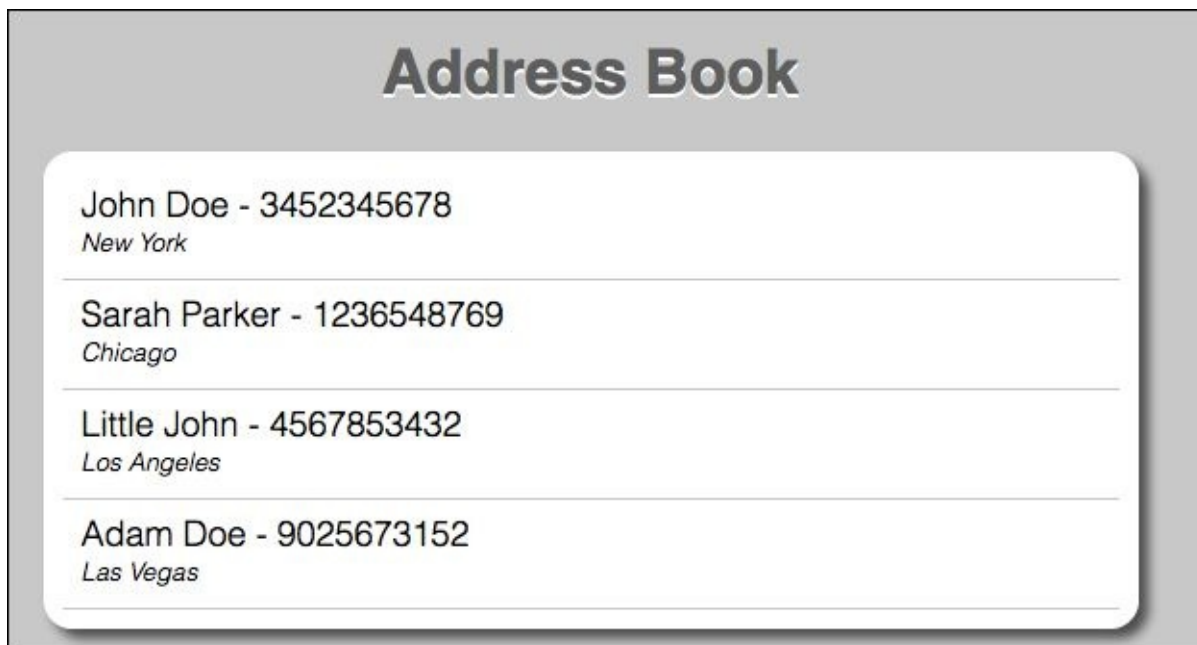 Address Book
John Doe - 3452345678
New York
Sarah Parker - 1236548769
Chicago
Little John - 4567853432
Los Angeles
Adam Doe - 9025673152
Las Vegas